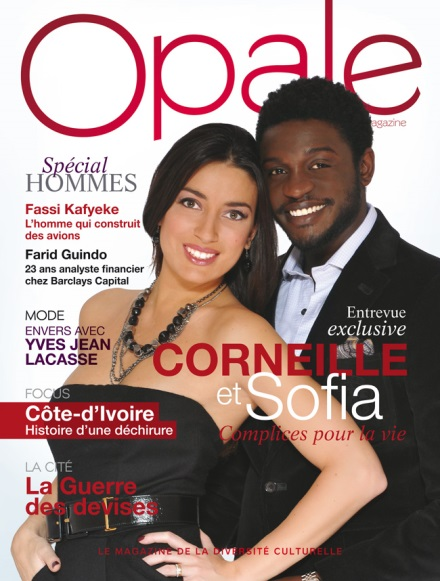 Opale
magazine
Spécial
HOMMES
Fassi Kafyeke
L'homme qui construit
des avions
Farid Guindo
23 ans analyste financier
chez Barclays Capital
MODE
ENVERS AVEC
YVES JEAN
LACASSE
Entrevue
exclusive
CORNEILLE
et Sofia
Complices pour la vie
FOCUS
Côte-d'Ivoire
Histoire d'une déchirure
LA CITÉ
La Guerre
des devises
LE MAGAZINE DE LA DIVERSITÉ CULTURELLE